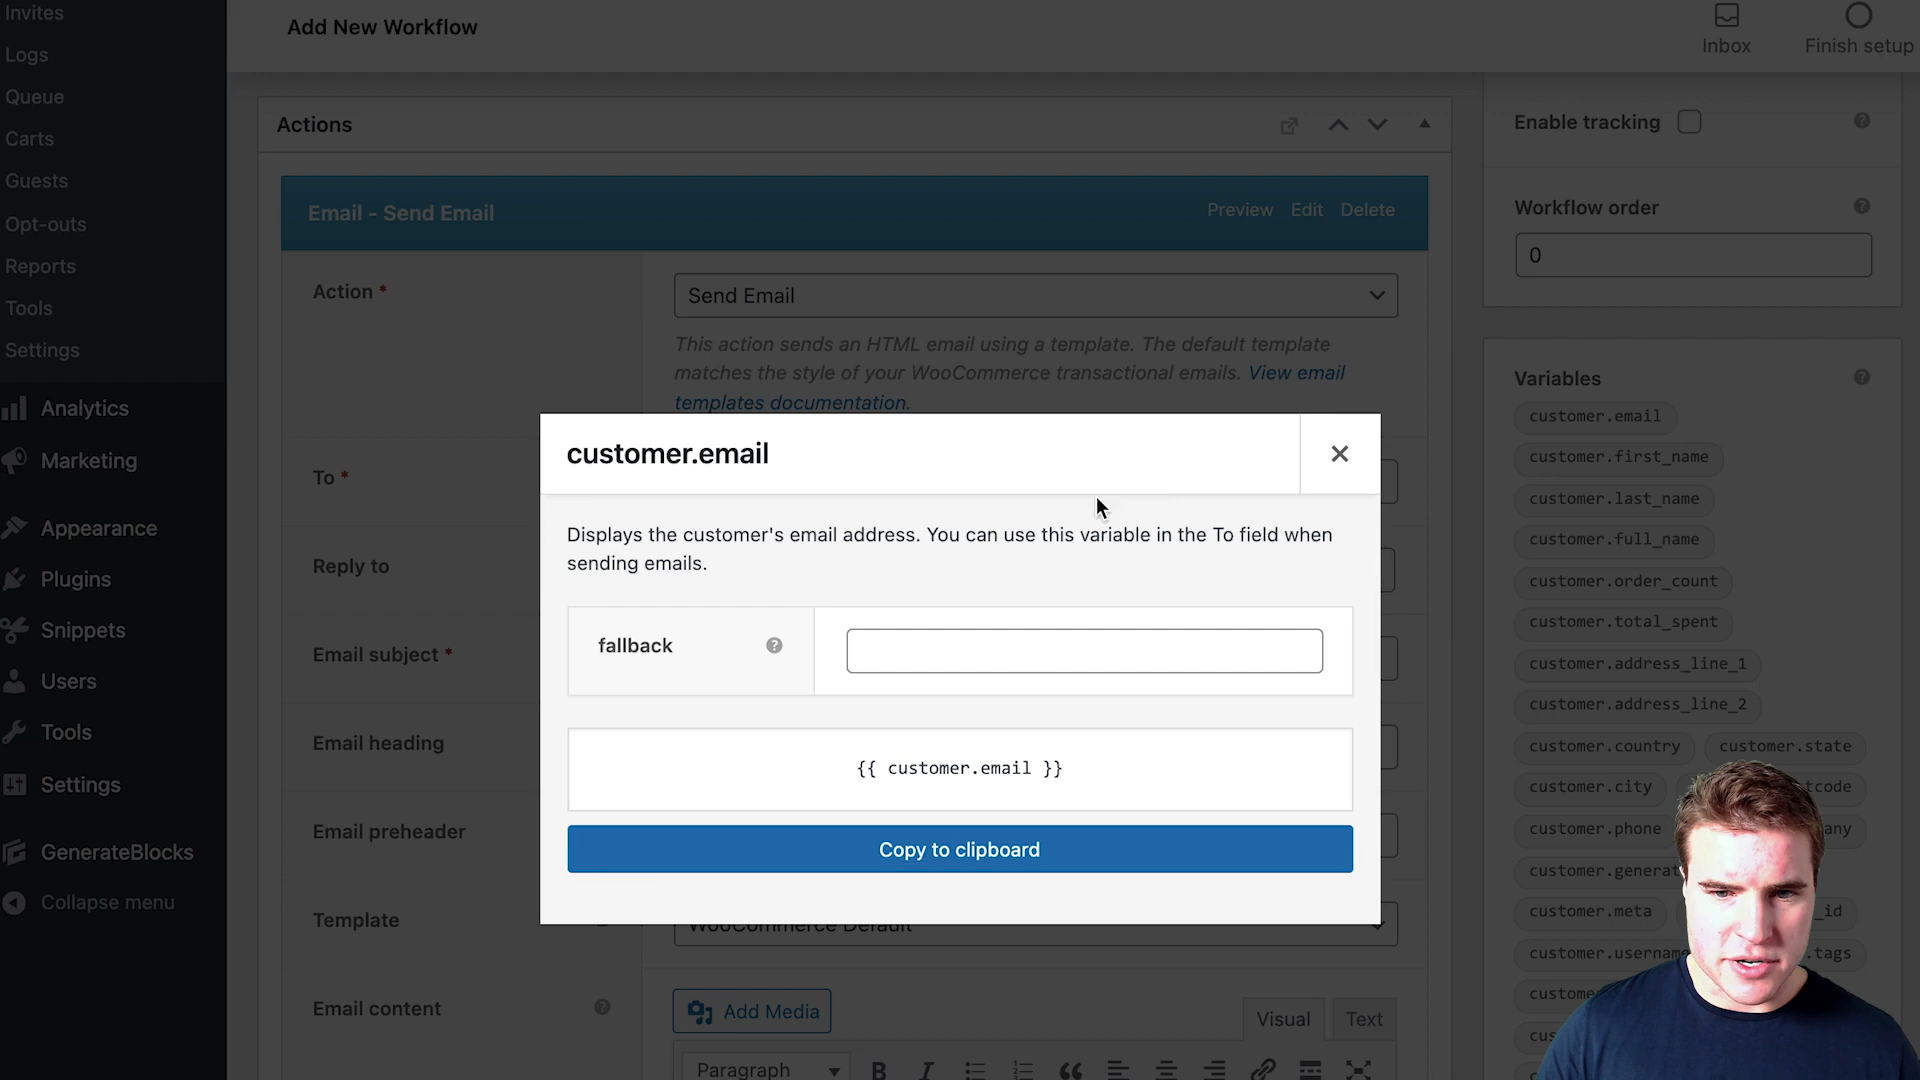 Invites
Logs
Queue
Carts
Guests
Opt-outs
Reports
Tools
Settings
Analytics
Marketing
Appearance
Plugins
Snippets
Users
Tools
Settings
GenerateBlocks
Collapse menu
Add New Workflow
Inbox
Finish setup
Actions
Email - Send Email
Preview Edit Delete
Action *
Send Email
This action sends an HTML email using a template. The default template
matches the style of your WooCommerce transactional emails. View email
templates documentation.
To *
Reply to
Email subject *
Email heading
Email preheader
Template
WooCommerce Default
Email content
Add Media
Visual
Text
Paragraph
customer.email
Displays the customer's email address. You can use this variable in the To field when
sending emails.
fallback
{{ customer.email }}
Copy to clipboard
Enable tracking
Workflow order
0
Variables
customer.email
customer.first_name
customer.last_name
customer.full_name
customer.order_count
customer.total_spent
customer.address_line_1
customer.address_line_2
customer.country customer.state
customer.city
customer.phone
customer.meta